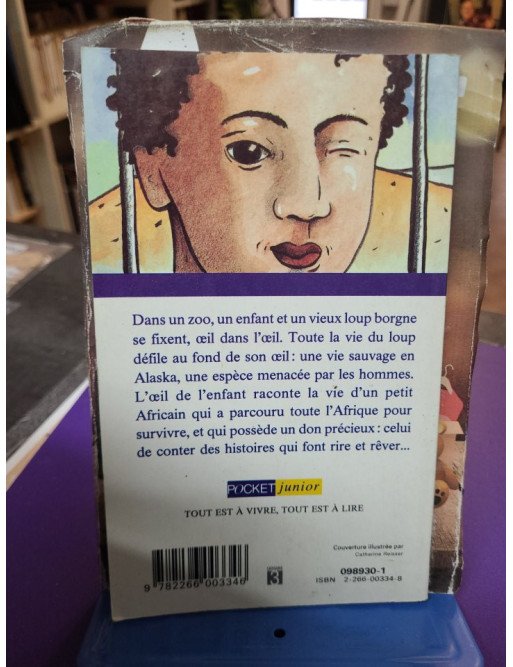 Dans un zoo, un enfant et un vieux loup borgne
se fixent, œil dans l'œil. Toute la vie du loup
défile au fond de son œil : une vie sauvage en
Alaska, une espèce menacée par les hommes.
L'œil de l'enfant raconte la vie d'un petit
Africain qui a parcouru toute l'Afrique pour
survivre, et qui possède un don précieux : celui
de conter des histoires qui font rire et rêver...
POCKET junior
TOUT EST À VIVRE, TOUT EST À LIRE
Couverture illustrée par
Catherine Reisser
098930-1
ISBN 2-266-00334-8
9 782266 003346
3